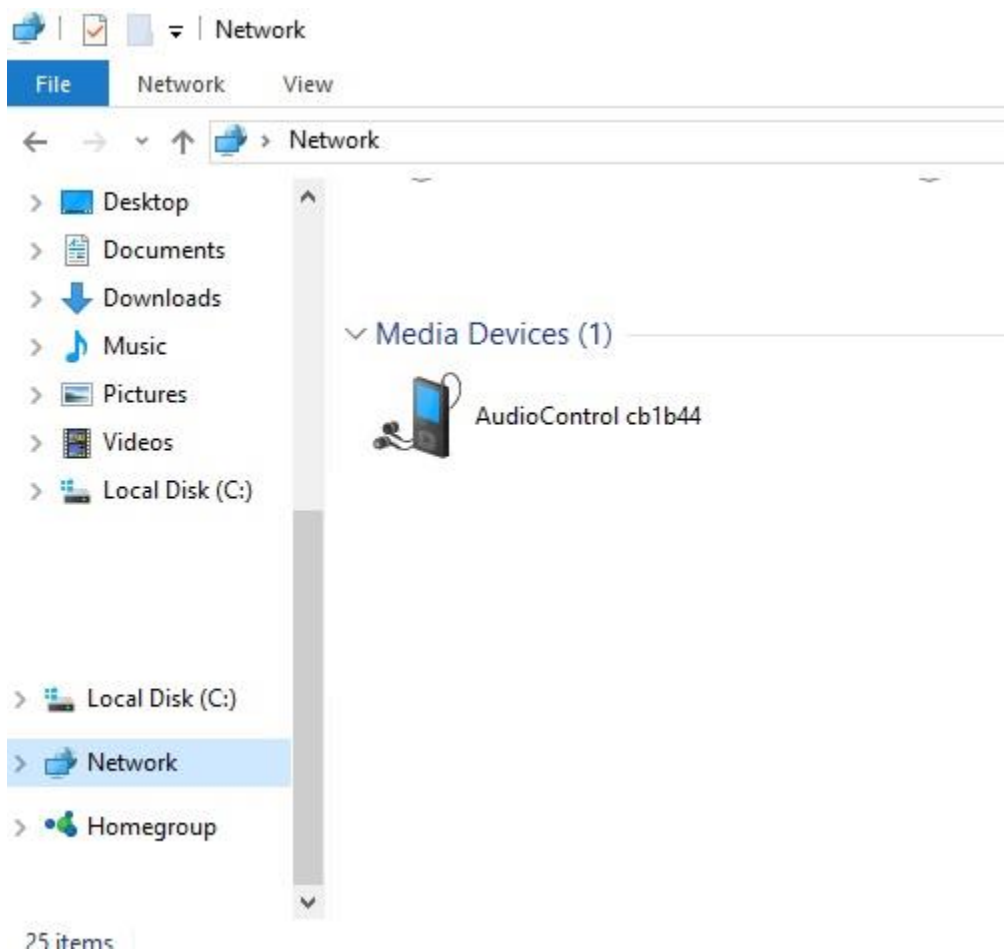 Network
File Network View
Network
Desktop
Documents
Downloads
Music
Pictures
Videos
Local Disk (C:)
Local Disk (C:)
Network
Homegroup
Media Devices (1)
AudioControl cb1b44
25 items